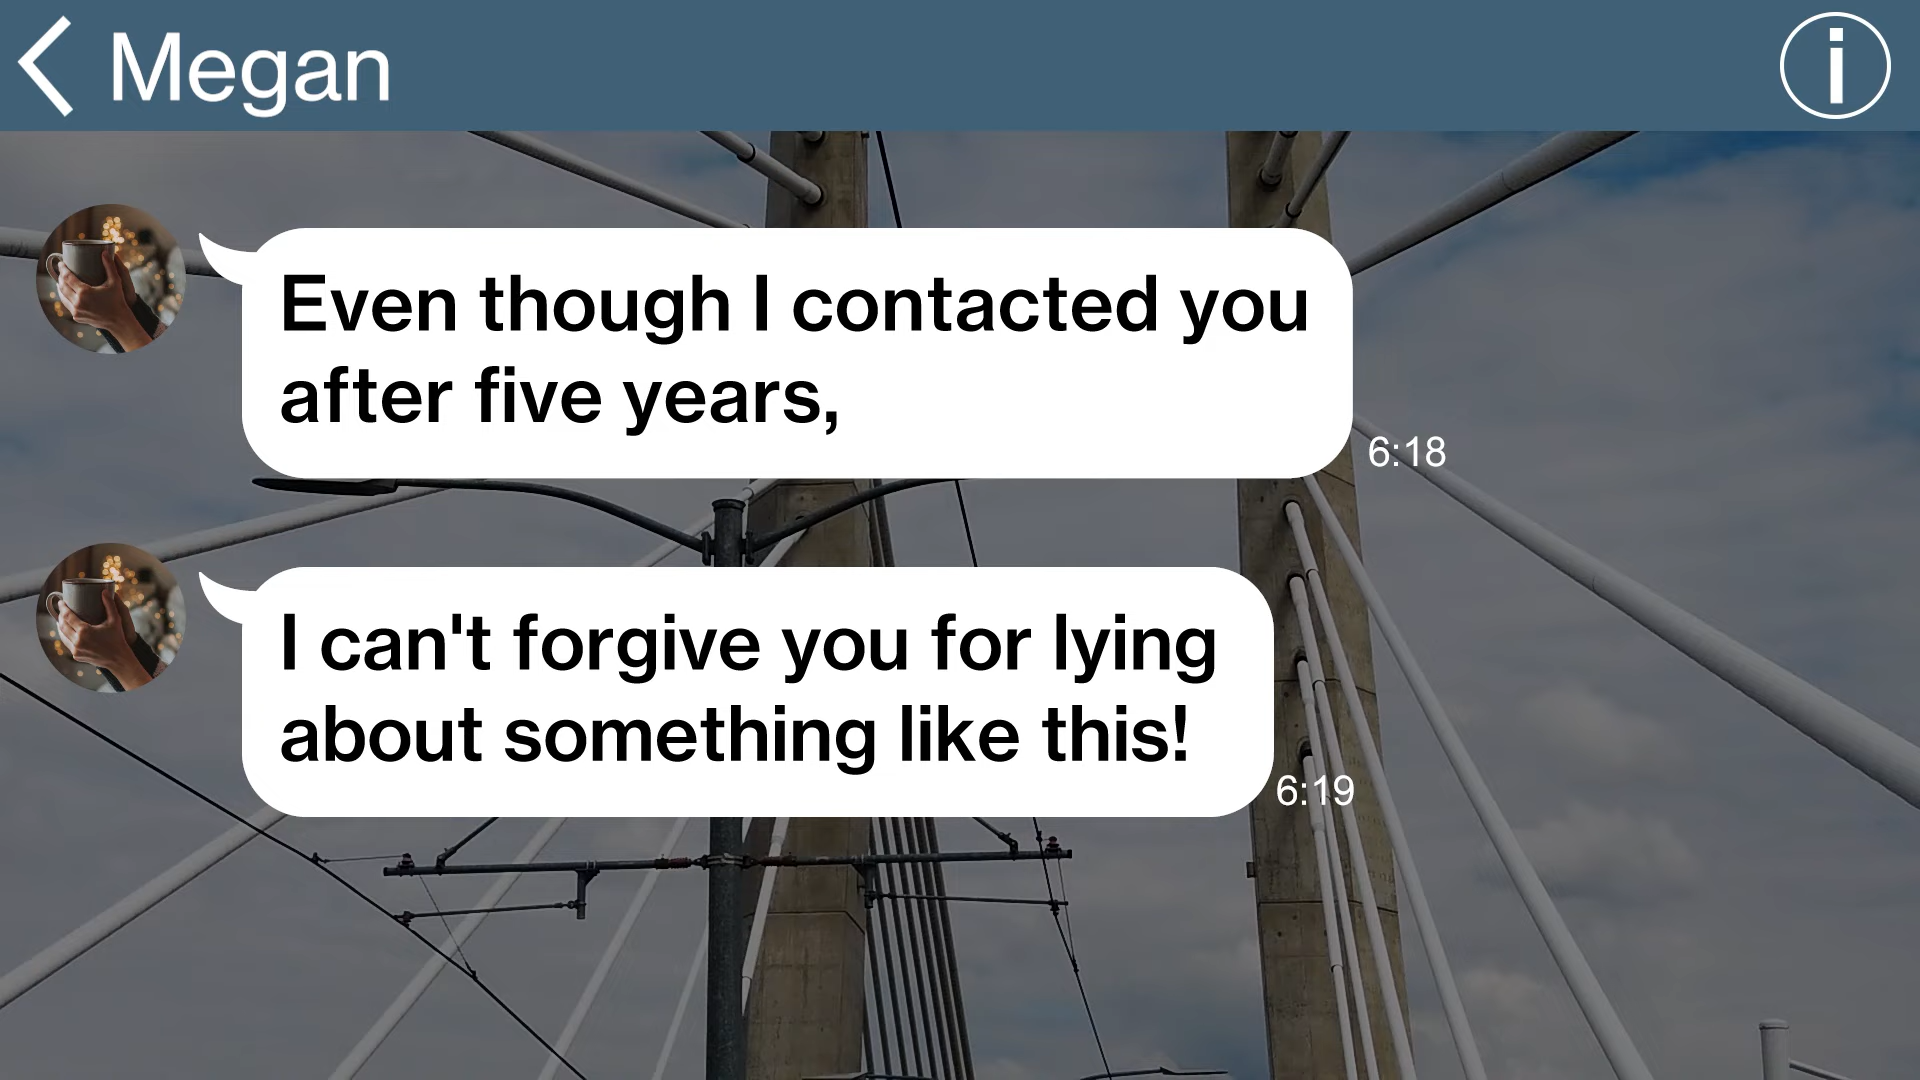 Megan
Even though I contacted you
after five years,
6:18
I can't forgive you for lying
about something like this!
6:19